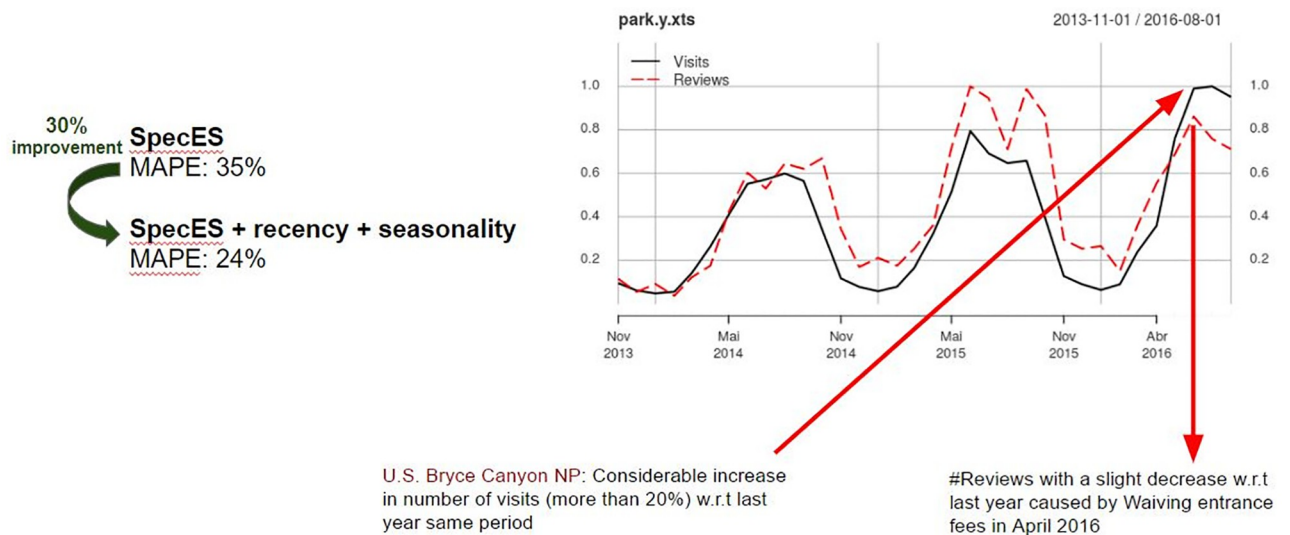 park.y.xts 2013-11-01 / 2016-08-01
Visits
Reviews
1.0 1.0
0.8 0.8
0.6 0.6
0.4 0.4
0.2 0.2
Nov Mai Nov Mai Nov Abr
2013 2014 2014 2015 2015 2016
30%
improvement
SpecES
MAPE: 35%
SpecES + recency + seasonality
MAPE: 24%
U.S. Bryce Canyon NP: Considerable increase
in number of visits (more than 20%) w.r.t last
year same period
#Reviews with a slight decrease w.r.t
last year caused by Waiving entrance
fees in April 2016